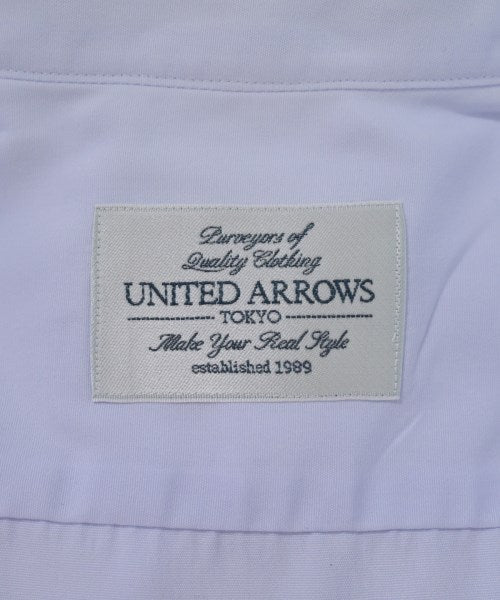 Purveyors of
Quality Clothing
UNITED ARROWS
TOKYO
Make Your Real Style
established 1989